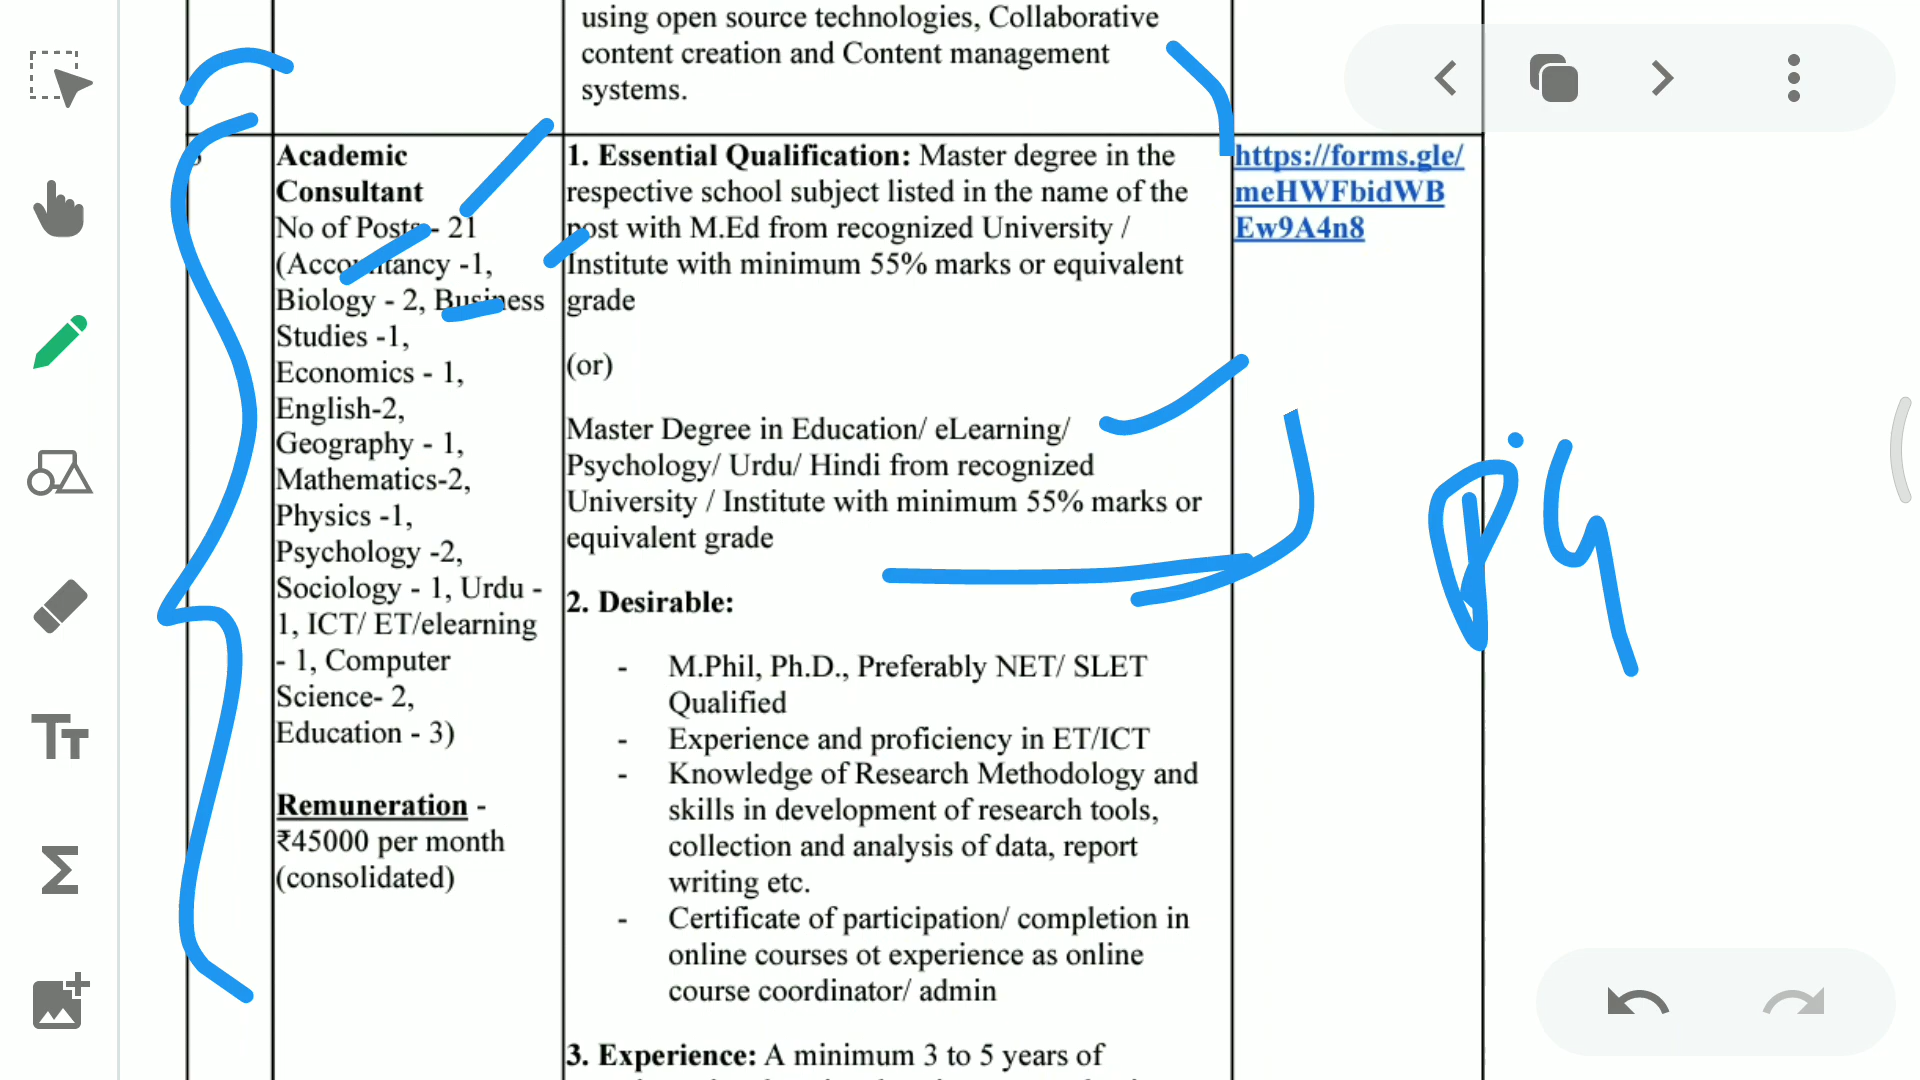 using open source technologies, Collaborative
content creation and Content management
systems.
Academic
Consultant
No of Posts - 21
(Accountancy -1,
Biology - 2, Business
Studies -1,
Economics - 1,
English-2,
Geography - 1,
Mathematics-2,
Physics -1,
Psychology -2,
Sociology - 1, Urdu -
1, ICT/ ET/elearning
- 1, Computer
Science- 2,
Education - 3)
Remuneration -
₹45000 per month
(consolidated)
1. Essential Qualification: Master degree in the
respective school subject listed in the name of the
post with M.Ed from recognized University /
Institute with minimum 55% marks or equivalent
grade
(or)
Master Degree in Education/ eLearning/
Psychology/ Urdu/ Hindi from recognized
University / Institute with minimum 55% marks or
equivalent grade
2. Desirable:
- M.Phil, Ph.D., Preferably NET/ SLET
Qualified
- Experience and proficiency in ET/ICT
- Knowledge of Research Methodology and
skills in development of research tools,
collection and analysis of data, report
writing etc.
- Certificate of participation/ completion in
online courses ot experience as online
course coordinator/ admin
3. Experience: A minimum 3 to 5 years of
https://forms.gle/
meHWFbidWB
Ew9A4n8
PG